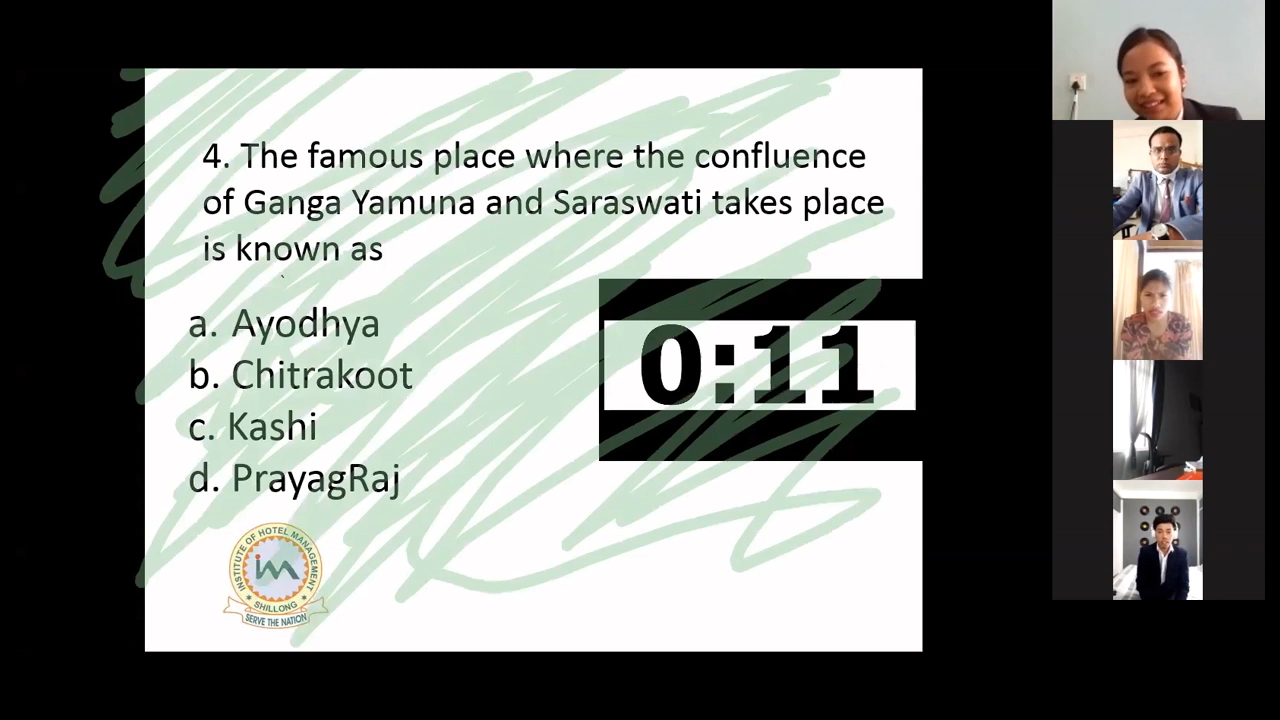 4. The famous place where the confluence
of Ganga Yamuna and Saraswati takes place
is known as
a. Ayodhya
b. Chitrakoot
c. Kashi
d. PrayagRaj
0:11
INSTITUTE OF HOTEL MANAGEMENT
im
SHILLONG
SERVE THE NATION